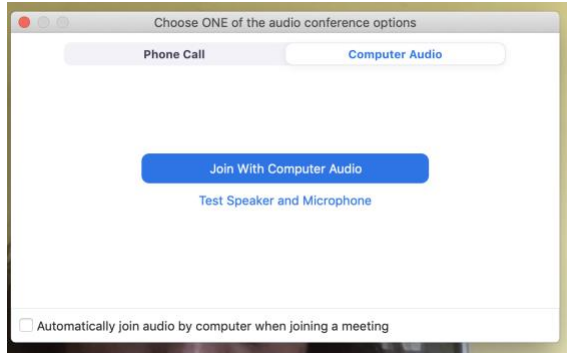 Choose ONE of the audio conference options
Phone Call
Computer Audio
Join With Computer Audio
Test Speaker and Microphone
Automatically join audio by computer when joining a meeting